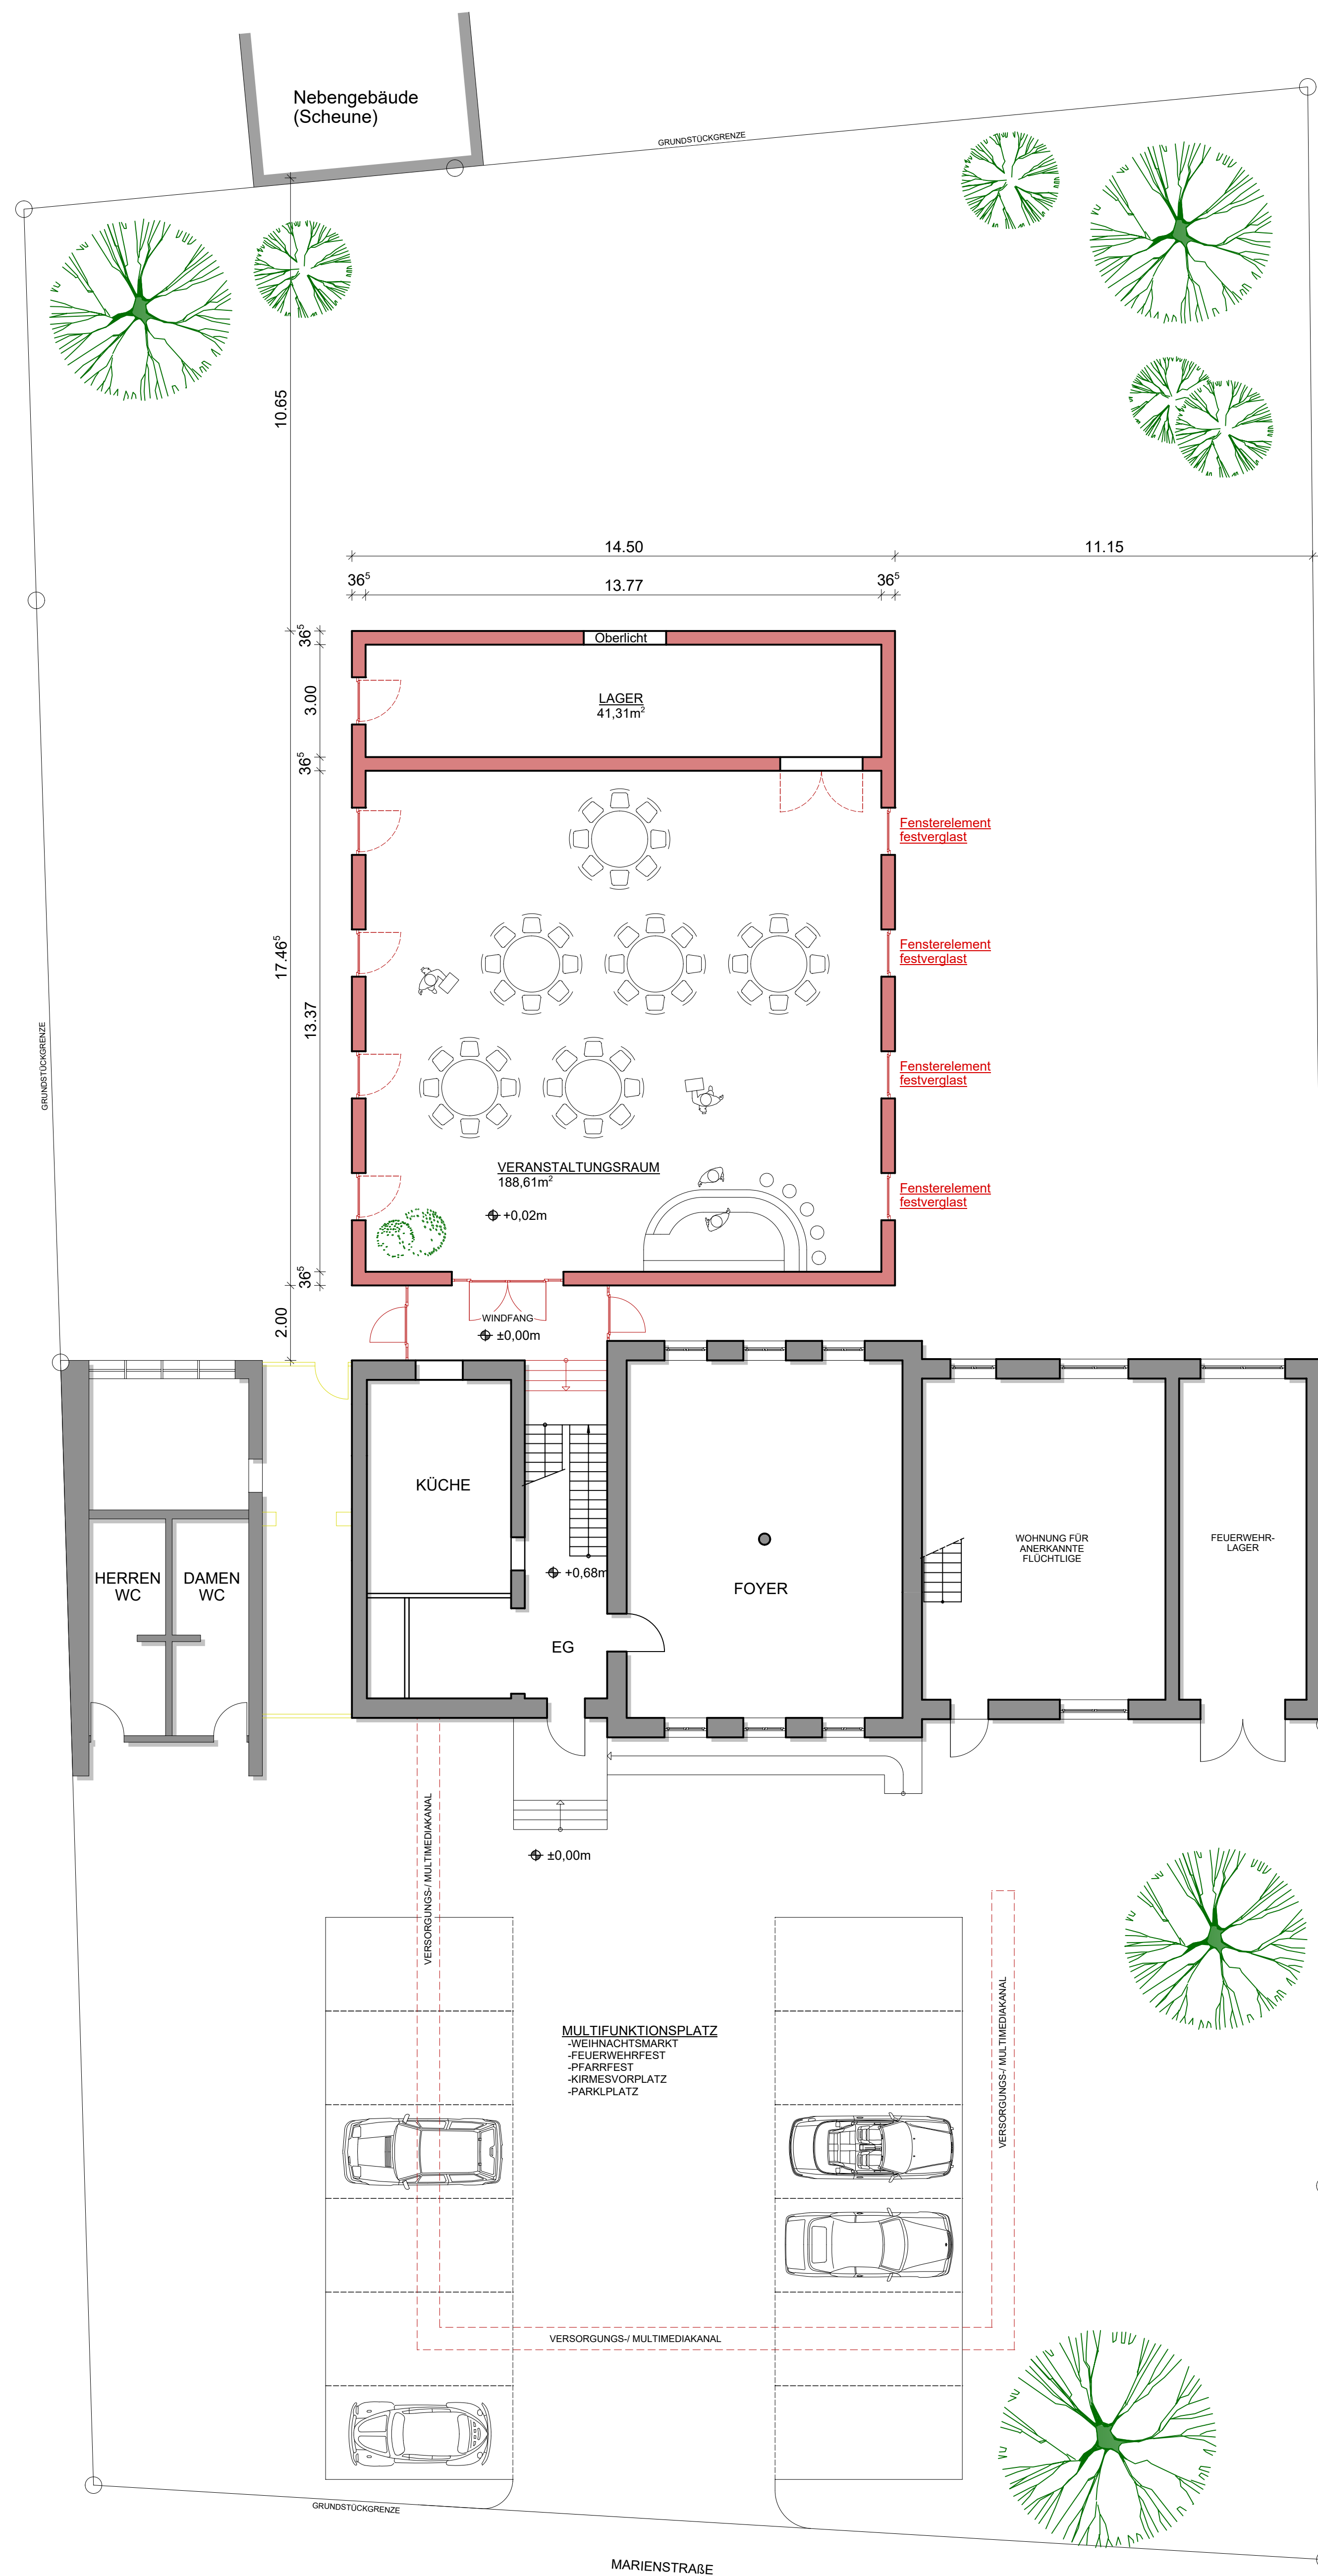 Nebengebäude
(Scheune)
GRUNDSTÜCKGRENZE
10.65
14.50
11.15
36⁵
13.77
36⁵
36⁵
Oberlicht
3.00
LAGER
41,31m²
36⁵
Fensterelement
festverglast
Fensterelement
festverglast
17.46⁵
13.37
GRUNDSTÜCKGRENZE
Fensterelement
festverglast
VERANSTALTUNGSRAUM
188,61m²
+0,02m
Fensterelement
festverglast
36⁵
2.00
WINDFANG
±0,00m
KÜCHE
HERREN
WC
DAMEN
WC
+0,68m
EG
FOYER
WOHNUNG FÜR
ANERKANNTE
FLÜCHTLIGE
FEUERWEHR-
LAGER
VERSORGUNGS-/ MULTIMEDIAKANAL
±0,00m
MULTIFUNKTIONSPLATZ
-WEIHNACHTSMARKT
-FEUERWEHRFEST
-PFARRFEST
-KIRMESVORPLATZ
-PARKLPLATZ
VERSORGUNGS-/ MULTIMEDIAKANAL
VERSORGUNGS-/ MULTIMEDIAKANAL
GRUNDSTÜCKGRENZE
MARIENSTRAßE